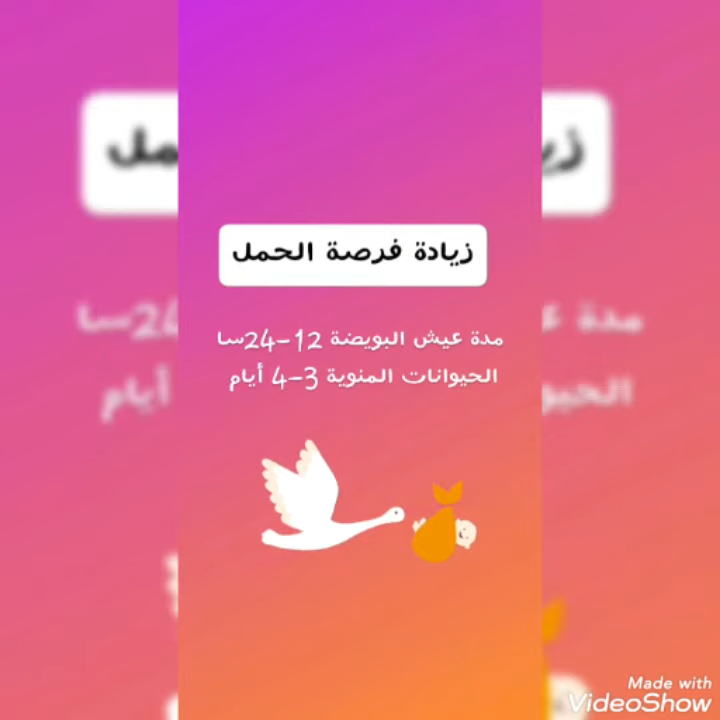 زيادة فرصة الحمل
مدة عيش البويضة 12-24سا
الحيوانات المنوية 3-4 أيام
Made with
VideoShow